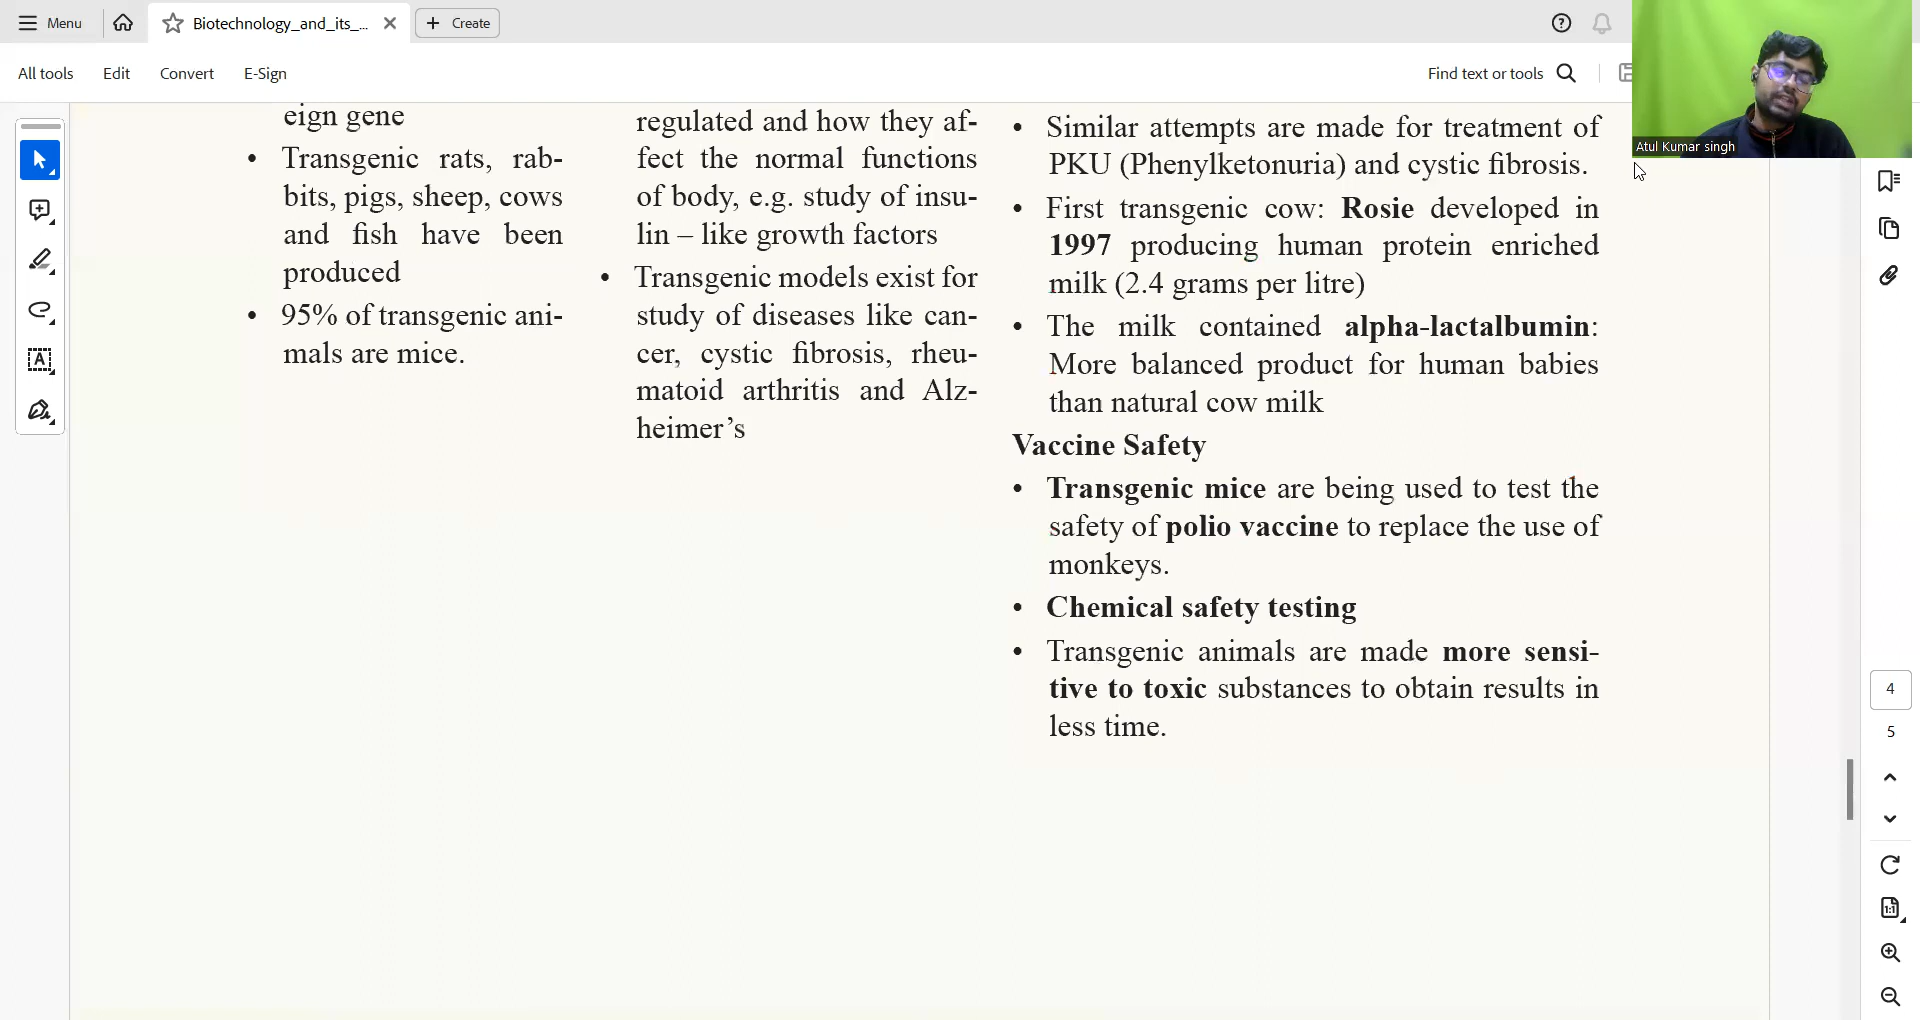 Menu
Biotechnology_and_its_...
Create
All tools
Edit
Convert
E-Sign
Find text or tools
Atul Kumar singh
eign gene
• Transgenic rats, rab-
bits, pigs, sheep, cows
and fish have been
produced
• 95% of transgenic ani-
mals are mice.
regulated and how they af-
fect the normal functions
of body, e.g. study of insu-
lin – like growth factors
• Transgenic models exist for
study of diseases like can-
cer, cystic fibrosis, rheu-
matoid arthritis and Alz-
heimer’s
• Similar attempts are made for treatment of
PKU (Phenylketonuria) and cystic fibrosis.
• First transgenic cow: Rosie developed in
1997 producing human protein enriched
milk (2.4 grams per litre)
• The milk contained alpha-lactalbumin:
More balanced product for human babies
than natural cow milk
Vaccine Safety
• Transgenic mice are being used to test the
safety of polio vaccine to replace the use of
monkeys.
• Chemical safety testing
• Transgenic animals are made more sensi-
tive to toxic substances to obtain results in
less time.
4
5
1:1